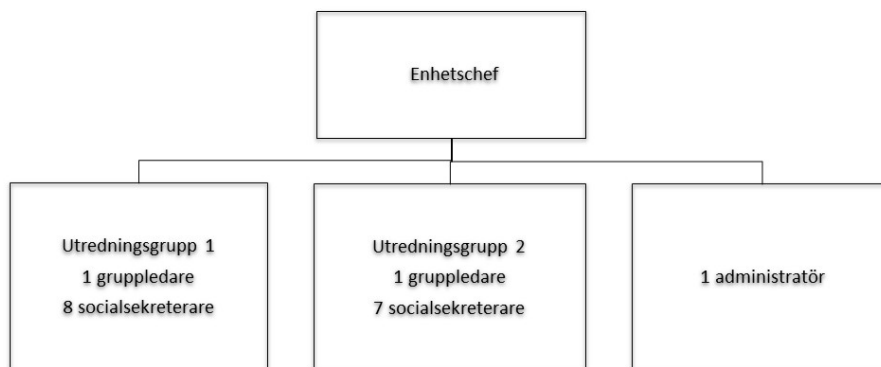 Enhetschef
Utredningsgrupp 1
1 gruppledare
8 socialsekreterare
Utredningsgrupp 2
1 gruppledare
7 socialsekreterare
1 administratör